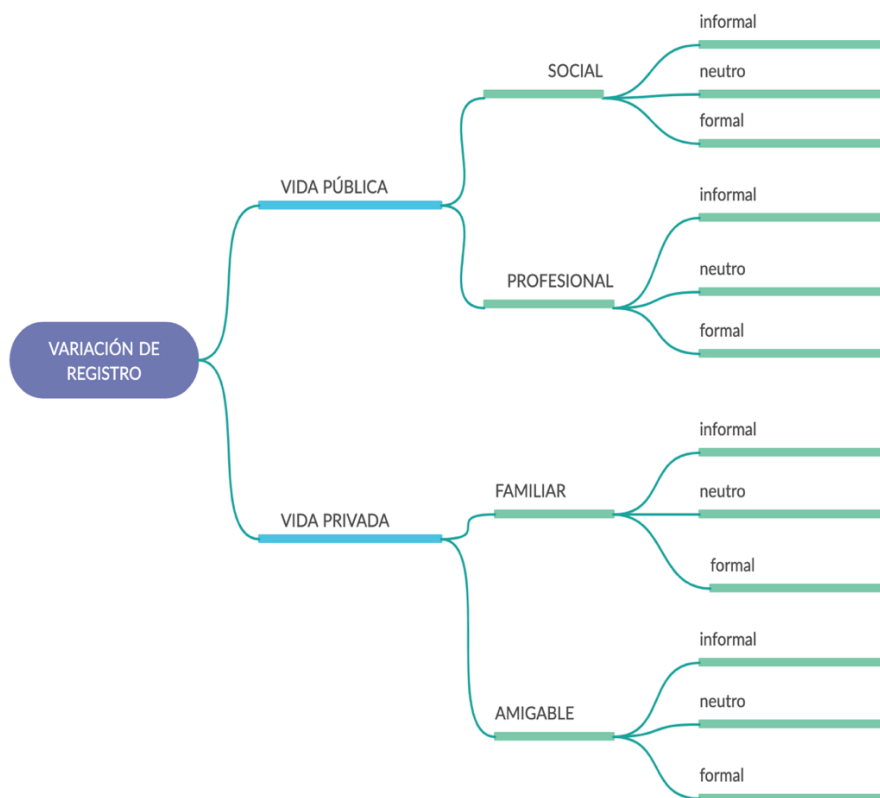 VARIACIÓN DE
REGISTRO
VIDA PÚBLICA
SOCIAL
informal
neutro
formal
PROFESIONAL
informal
neutro
formal
VIDA PRIVADA
FAMILIAR
informal
neutro
formal
AMIGABLE
informal
neutro
formal